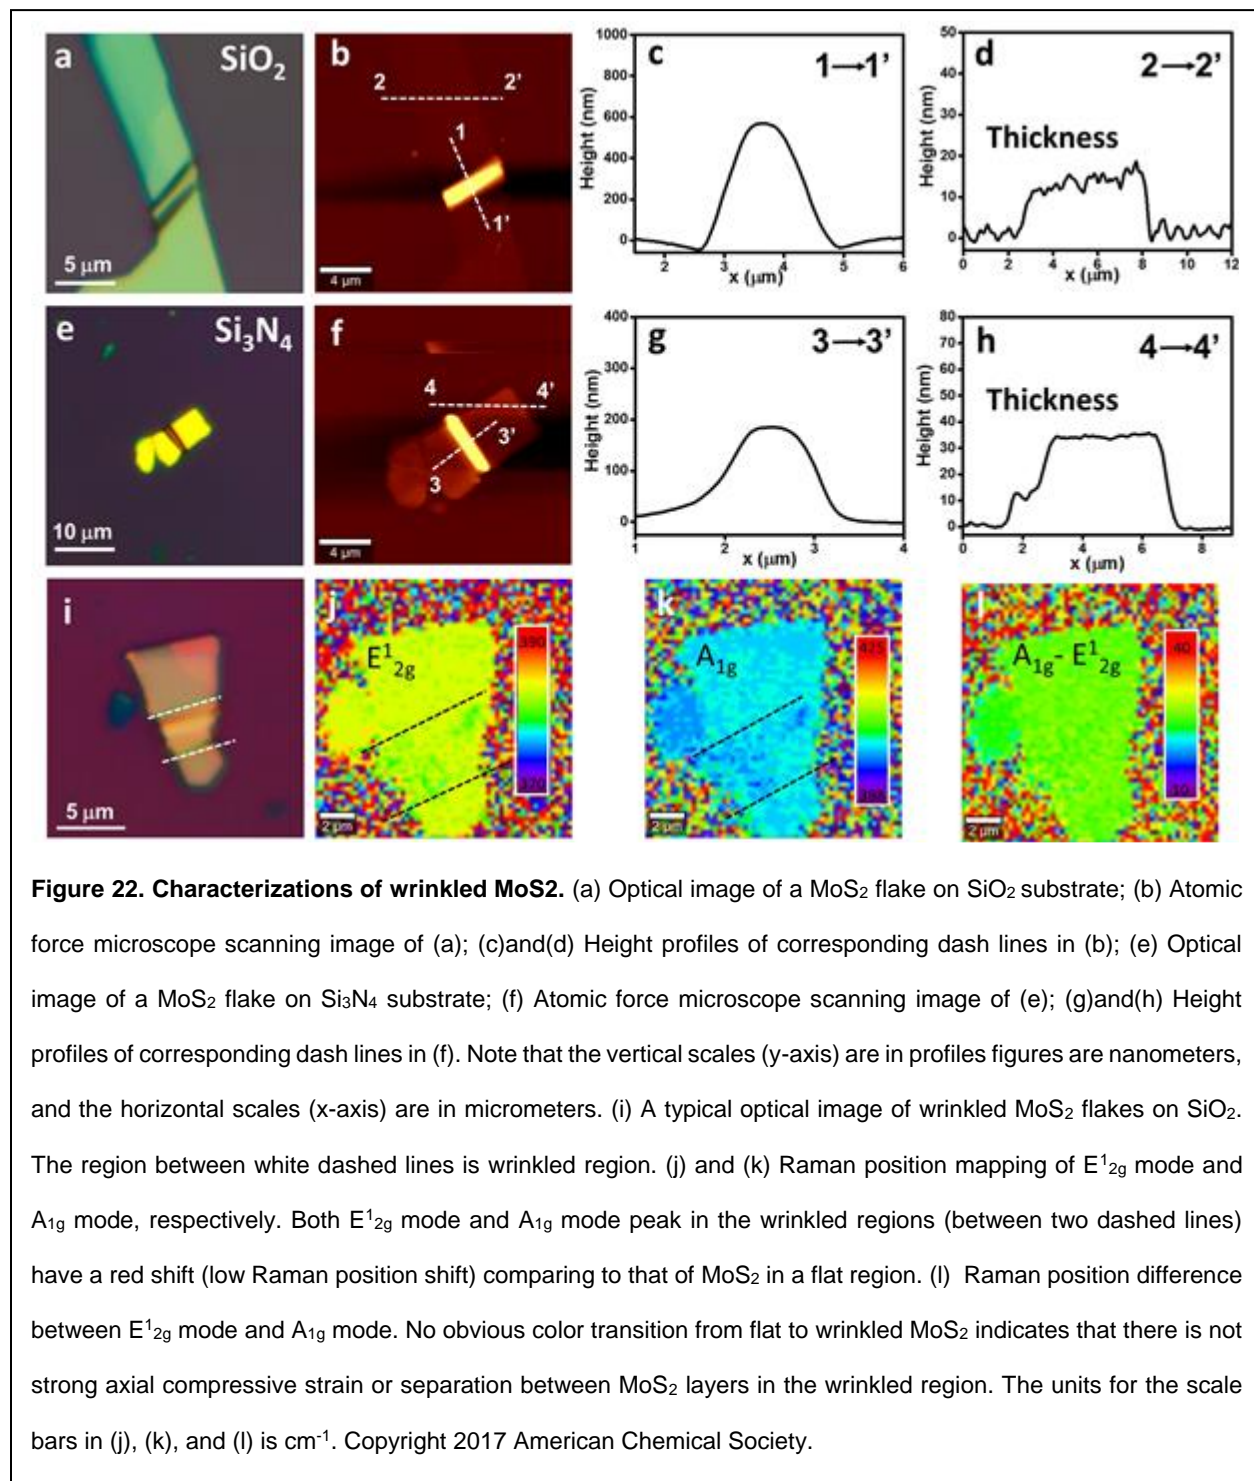 a SiO2
5 µm
b
2 2'
1
1'
4 µm
c 1→1'
Height (nm)
1000
800
600
400
200
0
2 3 4 5 6
x (µm)
d 2→2'
Thickness
Height (nm)
50
40
30
20
10
0
0 2 4 6 8 10 12
x (µm)
e Si3N4
10 µm
f
4 4'
3'
3
4 µm
g 3→3'
Height (nm)
400
300
200
100
0
1 2 3 4
x (µm)
h 4→4'
Thickness
Height (nm)
80
70
60
50
40
30
20
10
0
0 2 4 6 8
x (µm)
i
5 µm
j
E12g
390
370
2 µm
k
A1g
425
2 µm
l
A1g- E12g
40
10
2 µm
Figure 22. Characterizations of wrinkled MoS2. (a) Optical image of a MoS2 flake on SiO2 substrate; (b) Atomic
force microscope scanning image of (a); (c)and(d) Height profiles of corresponding dash lines in (b); (e) Optical
image of a MoS2 flake on Si3N4 substrate; (f) Atomic force microscope scanning image of (e); (g)and(h) Height
profiles of corresponding dash lines in (f). Note that the vertical scales (y-axis) are in profiles figures are nanometers,
and the horizontal scales (x-axis) are in micrometers. (i) A typical optical image of wrinkled MoS2 flakes on SiO2.
The region between white dashed lines is wrinkled region. (j) and (k) Raman position mapping of E12g mode and
A1g mode, respectively. Both E12g mode and A1g mode peak in the wrinkled regions (between two dashed lines)
have a red shift (low Raman position shift) comparing to that of MoS2 in a flat region. (l) Raman position difference
between E12g mode and A1g mode. No obvious color transition from flat to wrinkled MoS2 indicates that there is not
strong axial compressive strain or separation between MoS2 layers in the wrinkled region. The units for the scale
bars in (j), (k), and (l) is cm-1. Copyright 2017 American Chemical Society.